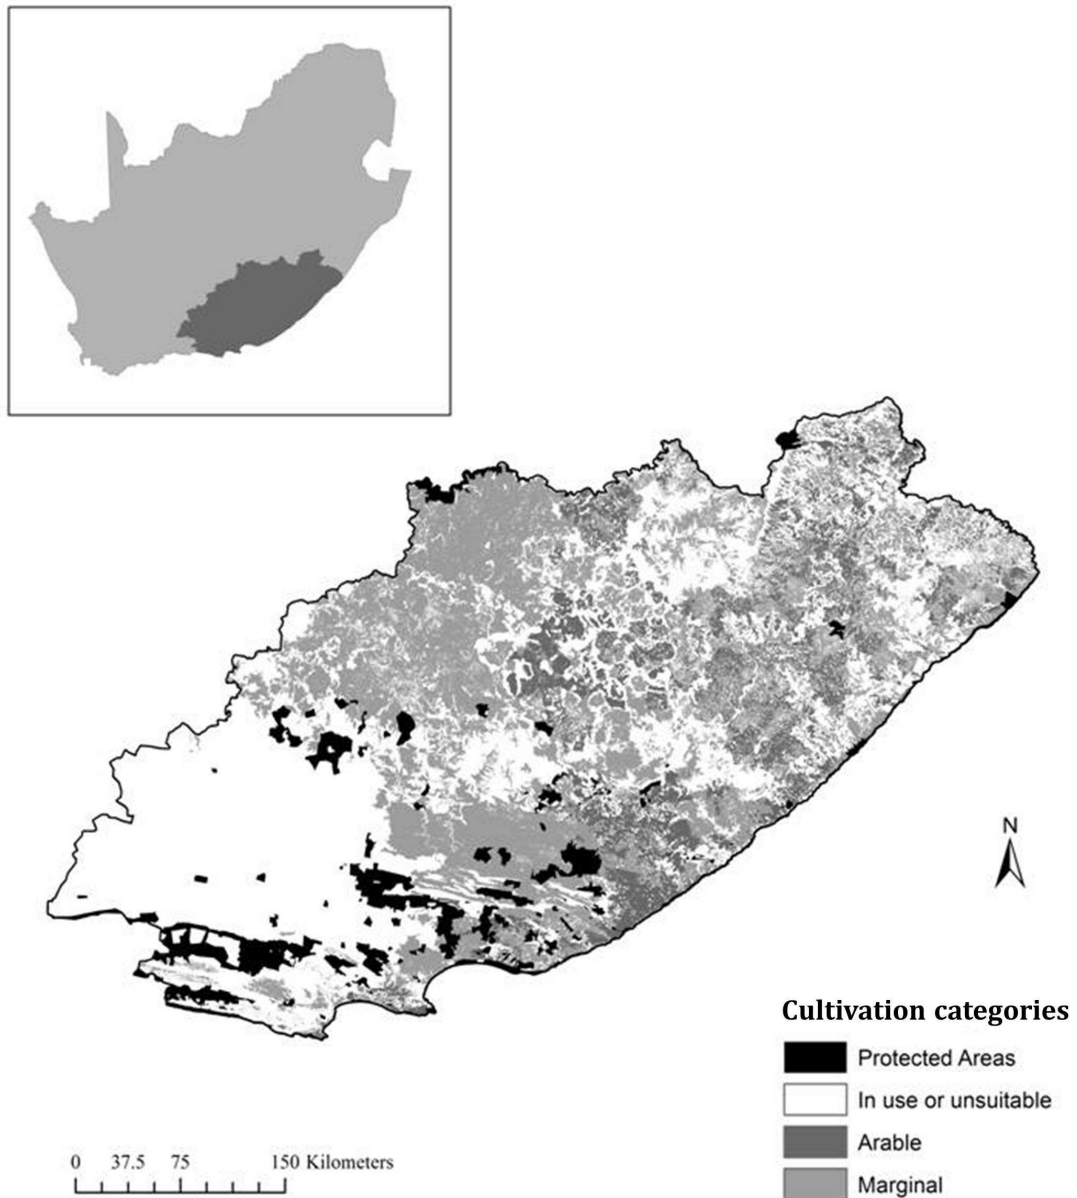 N
Cultivation categories
Protected Areas
In use or unsuitable
Arable
Marginal
0 37.5 75 150 Kilometers